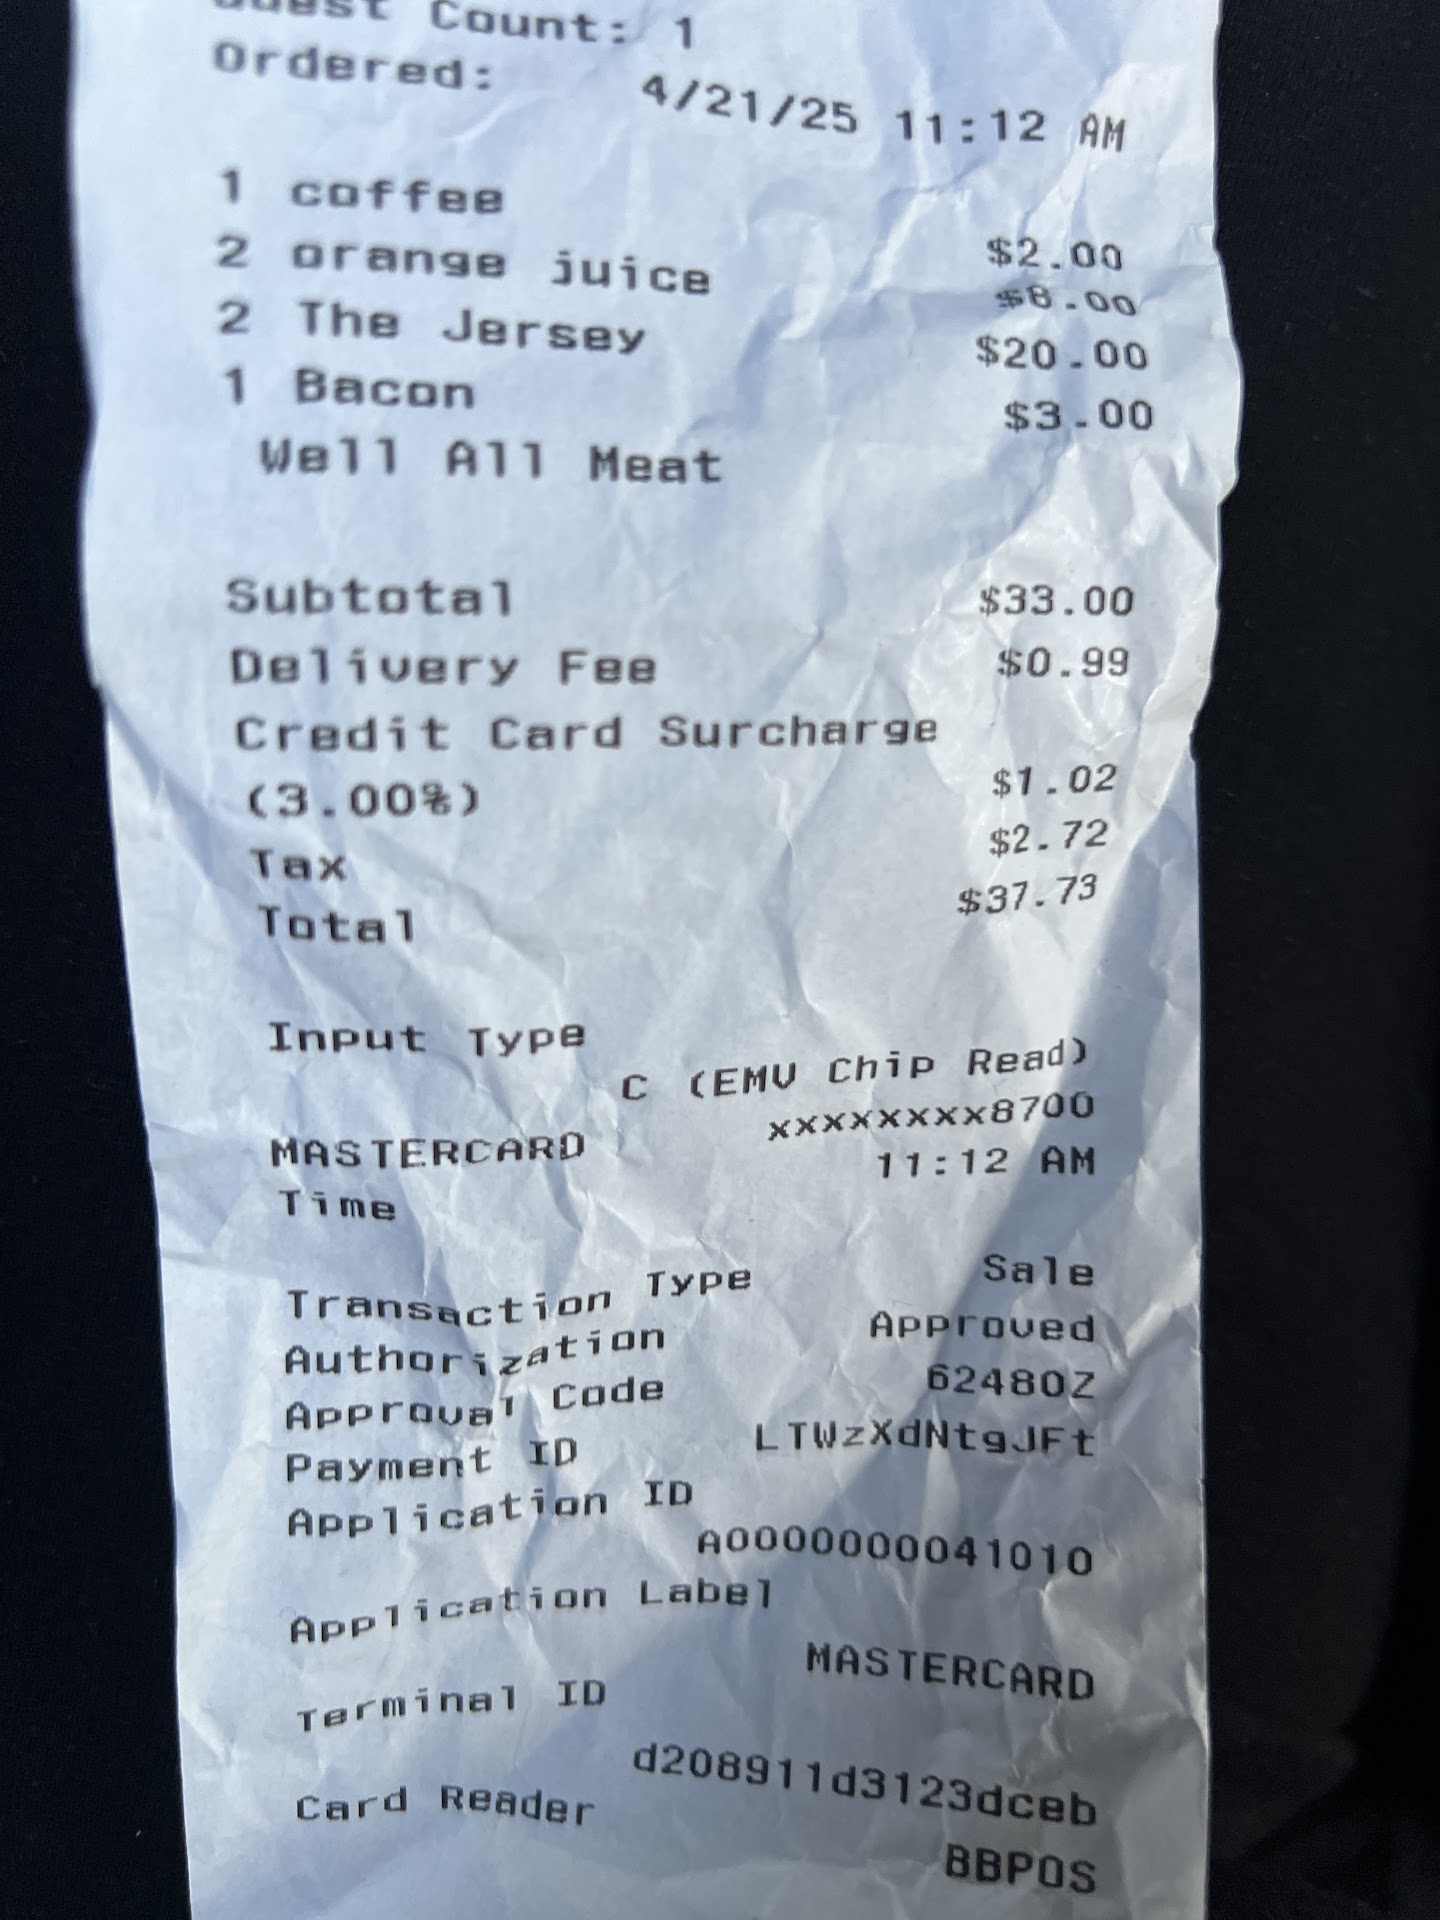 Guest Count: 1
Ordered: 4/21/25 11:12 AM
1 coffee $2.00
2 orange juice $8.00
2 The Jersey $20.00
1 Bacon $3.00
Well All Meat
Subtotal $33.00
Delivery Fee $0.99
Credit Card Surcharge
(3.00%) $1.02
Tax $2.72
Total $37.73
Input Type
C (EMV Chip Read)
MASTERCARD xxxxxxxx8700
Time 11:12 AM
Transaction Type Sale
Authorization Approved
Approval Code 62480Z
Payment ID LTWzXdNtgJFt
Application ID
A0000000041010
Application Label
MASTERCARD
Terminal ID
d208911d3123dceb
Card Reader
BBPOS